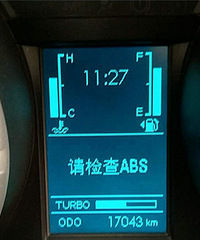 H F
11:27
C E
请检查ABS
TURBO
ODO 17043 km